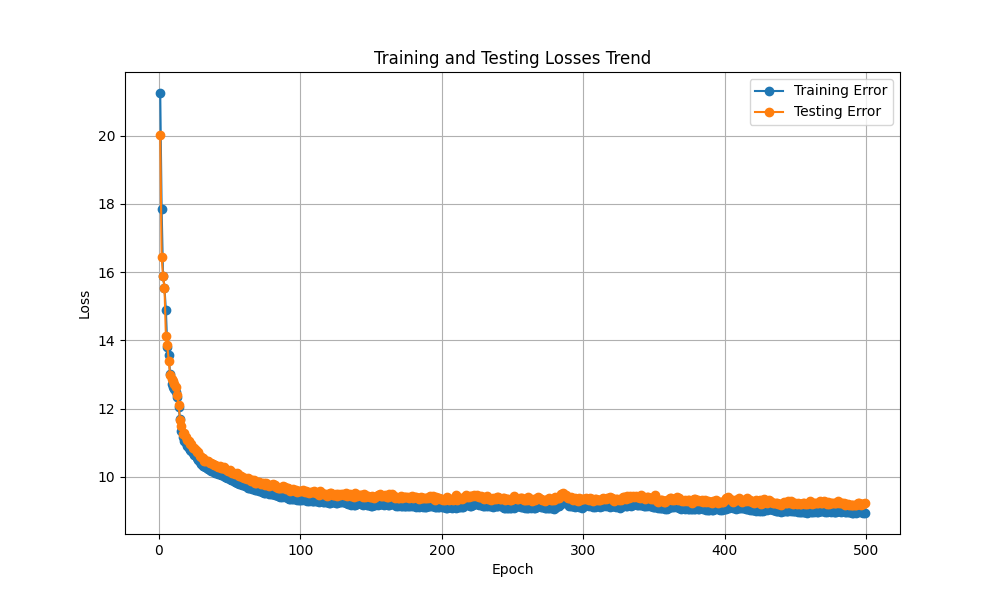 Training and Testing Losses Trend
Training Error
Testing Error
20
18
16
14
12
10
Loss
0
100
200
300
400
500
Epoch